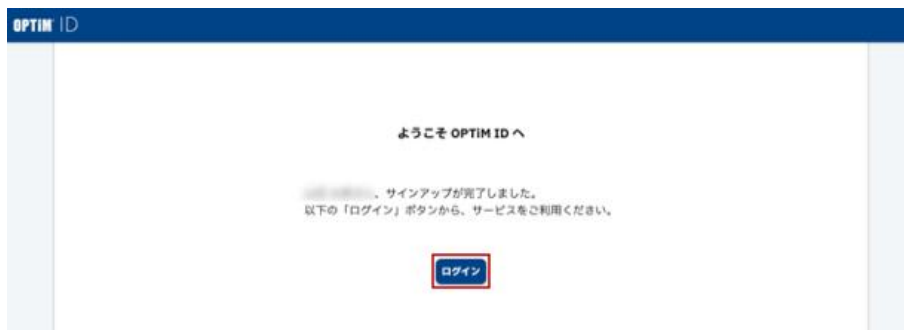 OPTiM ID
ようこそ OPTiM ID へ
、サインアップが完了しました。
以下の「ログイン」ボタンから、サービスをご利用ください。
ログイン